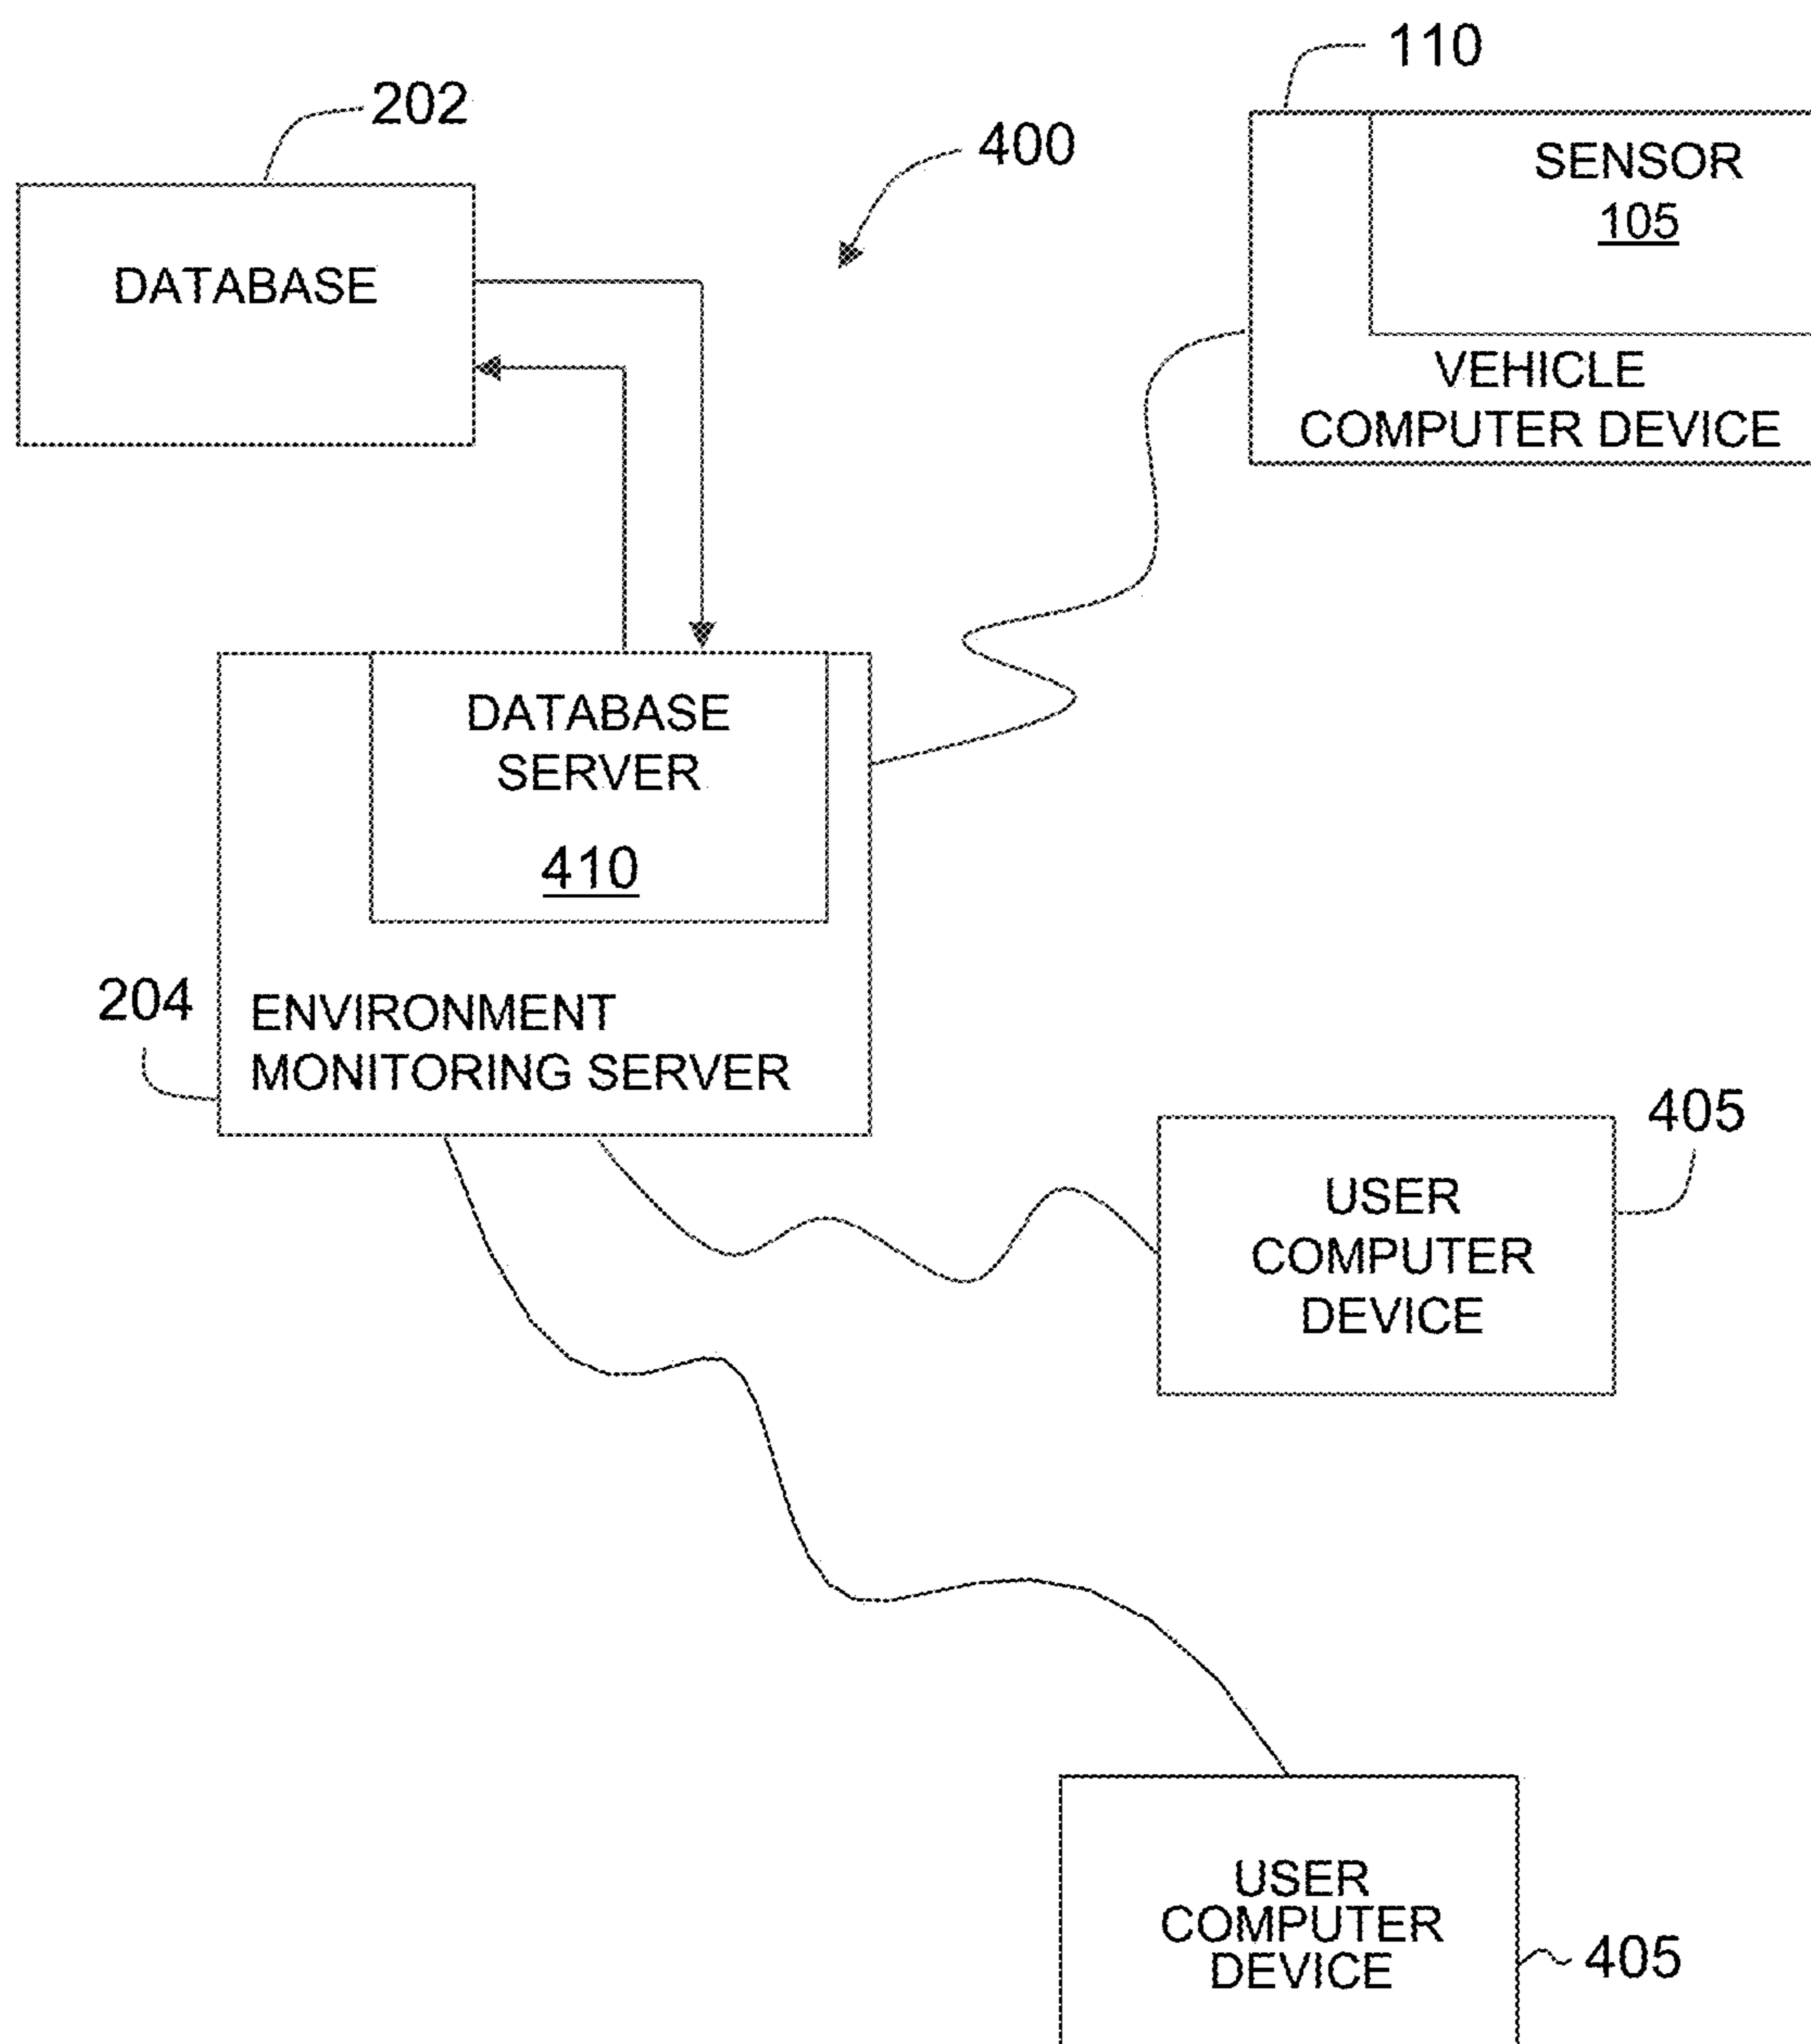 110
202
400
SENSOR
105
DATABASE
VEHICLE
COMPUTER DEVICE
DATABASE
SERVER
410
204
ENVIRONMENT
MONITORING SERVER
405
USER
COMPUTER
DEVICE
USER
COMPUTER
DEVICE
405